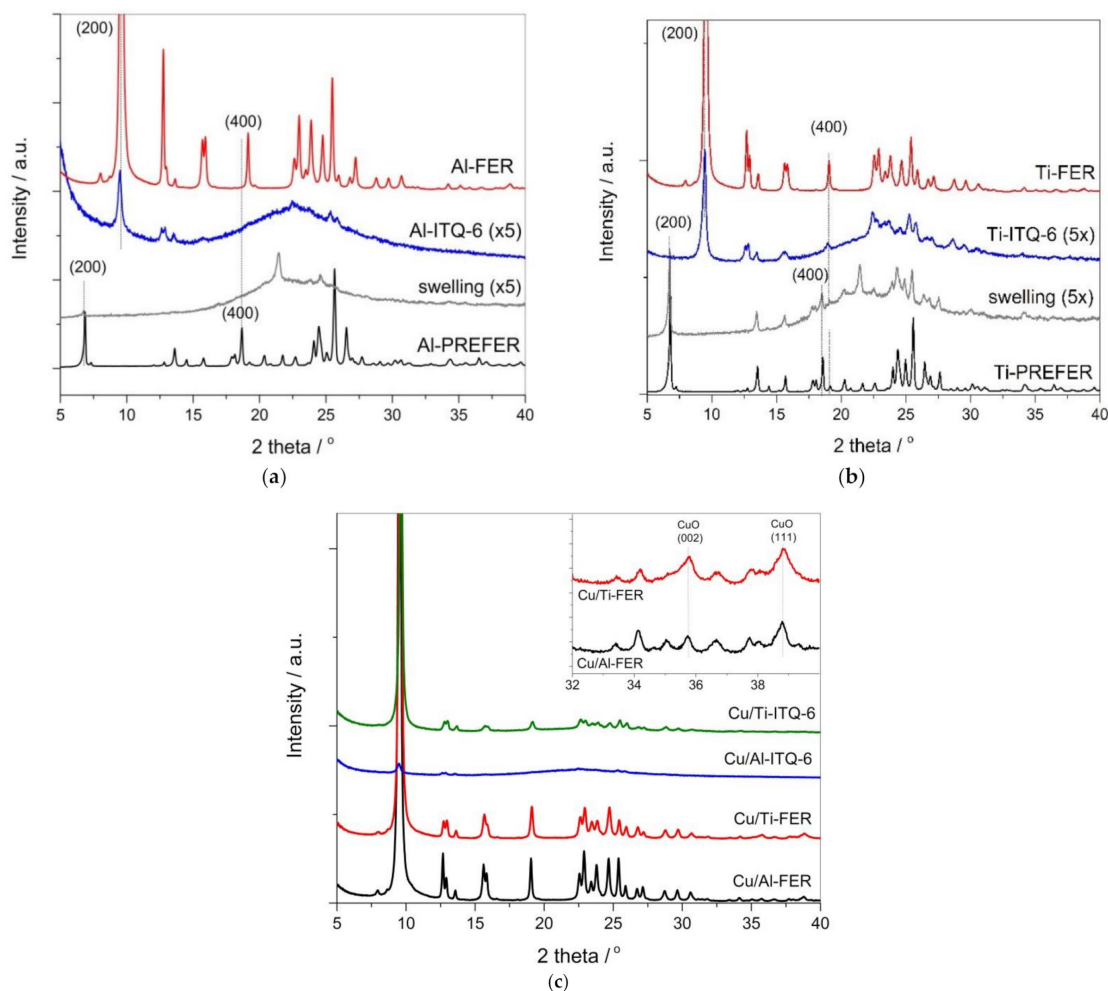 (200)
(400)
Al-FER
Al-ITQ-6 (x5)
(200)
swelling (x5)
(400)
Al-PREFER
Intensity / a.u.
5 10 15 20 25 30 35 40
2 theta / °
(a)
(200)
(400)
Ti-FER
Ti-ITQ-6 (5x)
(200)
(400)
swelling (5x)
Ti-PREFER
Intensity / a.u.
5 10 15 20 25 30 35 40
2 theta / °
(b)
CuO
(002)
CuO
(111)
Cu/Ti-FER
Cu/Al-FER
32 34 36 38
Cu/Ti-ITQ-6
Cu/Al-ITQ-6
Cu/Ti-FER
Cu/Al-FER
Intensity / a.u.
5 10 15 20 25 30 35 40
2 theta / °
(c)